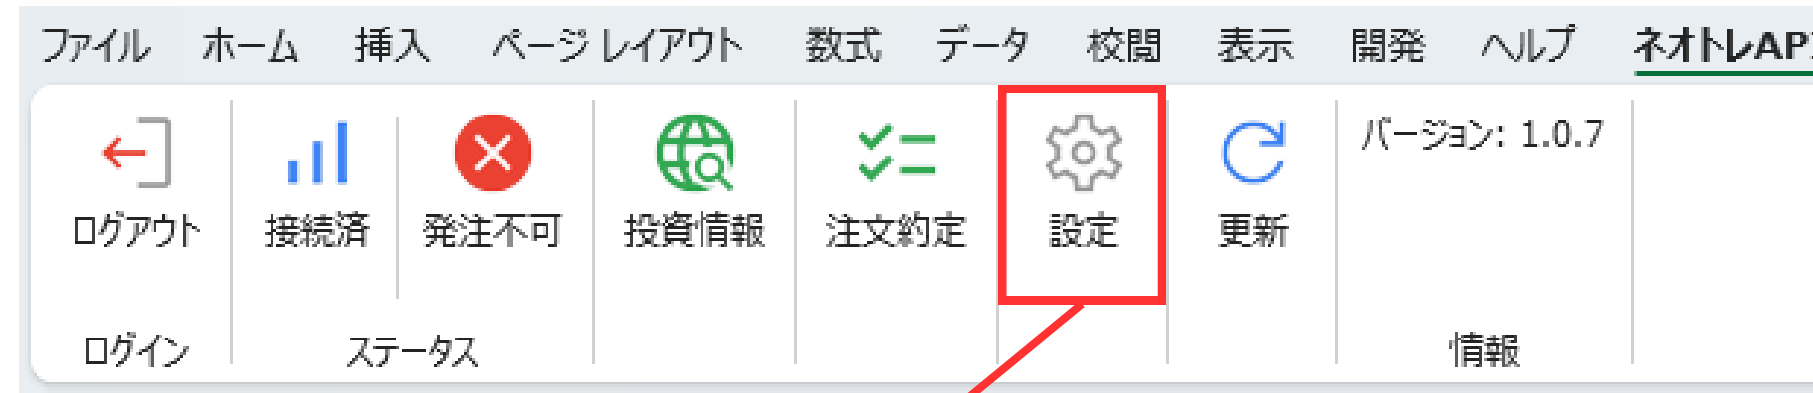 ファイル ホーム 挿入 ページ レイアウト 数式 データ 校閲 表示 開発 ヘルプ ネオトレAPI
バージョン: 1.0.7
ログアウト 接続済 発注不可 投資情報 注文約定 設定 更新
ログイン ステータス 情報